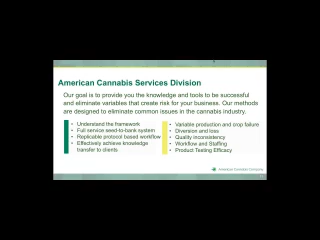 American Cannabis Services Division
Our goal is to provide you the knowledge and tools to be successful
and eliminate variables that create risk for your business. Our methods
are designed to eliminate common issues in the cannabis industry.
• Understand the framework
• Full service seed-to-bank system
• Replicable protocol based workflow
• Effectively achieve knowledge
transfer to clients
• Variable production and crop failure
• Diversion and loss
• Quality inconsistency
• Workflow and Staffing
• Product Testing Efficacy
American Cannabis Company